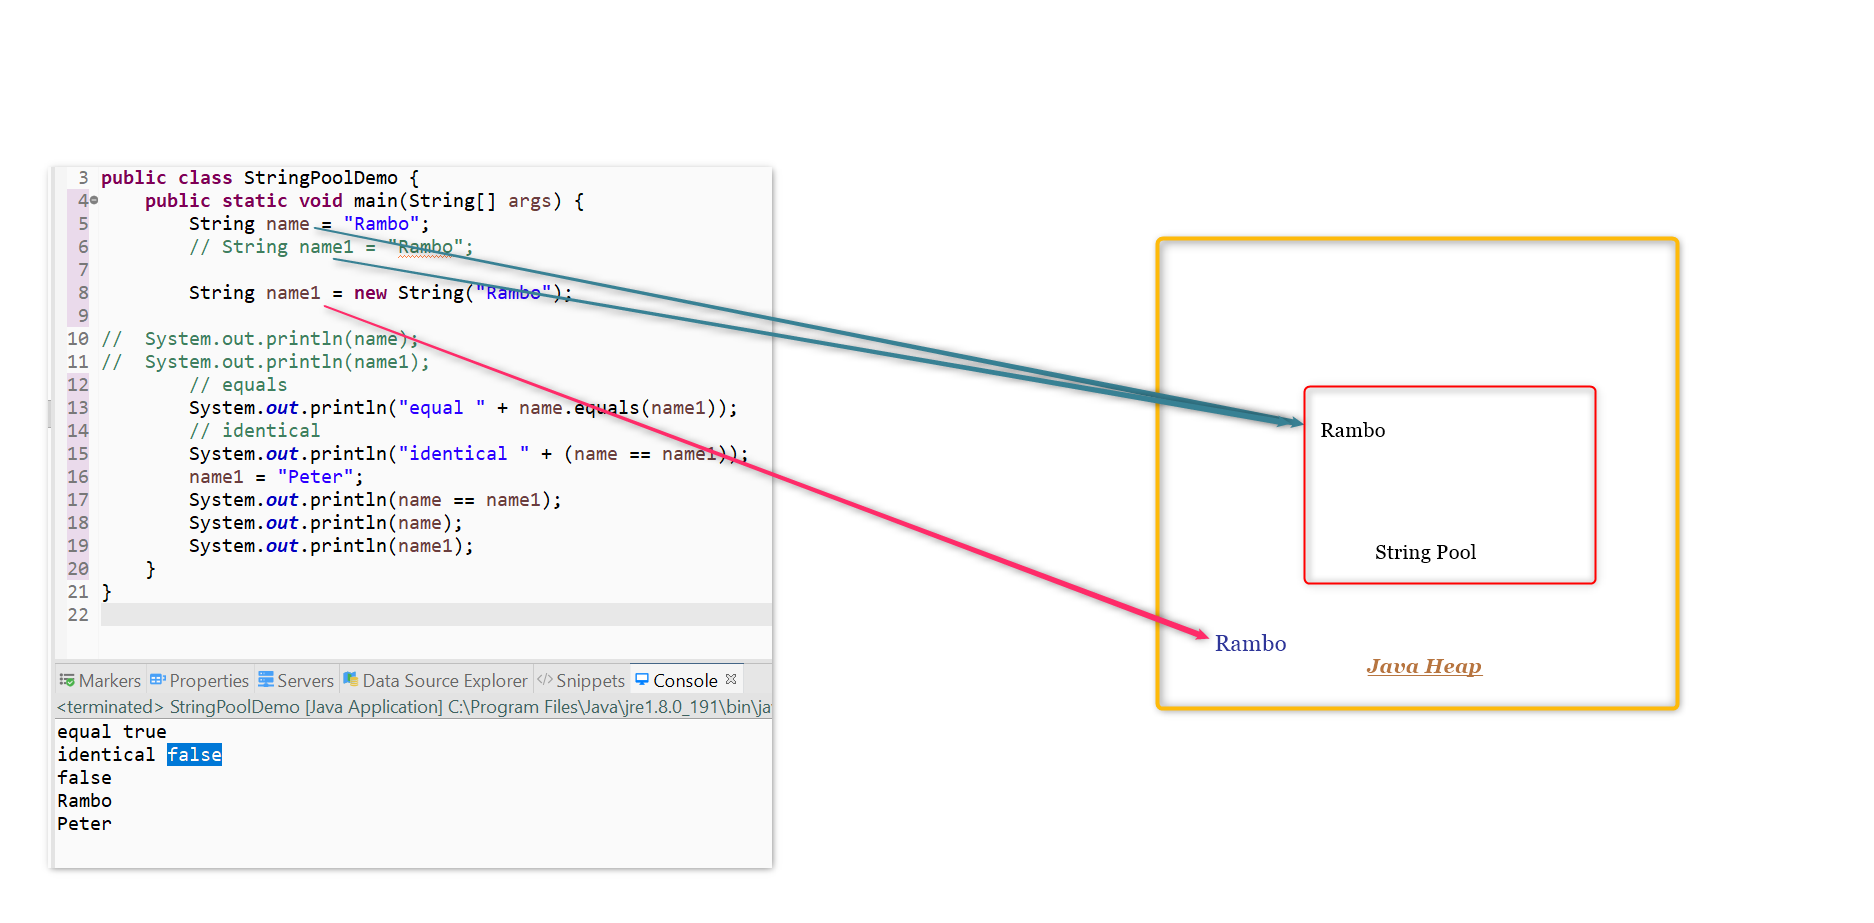 3 public class StringPoolDemo {
4 public static void main(String[] args) {
5 String name = "Rambo";
6 // String name1 = "Rambo";
7
8 String name1 = new String("Rambo");
9
10 // System.out.println(name);
11 // System.out.println(name1);
12 // equals
13 System.out.println("equal " + name.equals(name1));
14 // identical
15 System.out.println("identical " + (name == name1));
16 name1 = "Peter";
17 System.out.println(name == name1);
18 System.out.println(name);
19 System.out.println(name1);
20 }
21 }
22
Markers Properties Servers Data Source Explorer Snippets Console
<terminated> StringPoolDemo [Java Application] C:\Program Files\Java\jre1.8.0_191\bin\ja
equal true
identical false
false
Rambo
Peter
Rambo
String Pool
Rambo
Java Heap